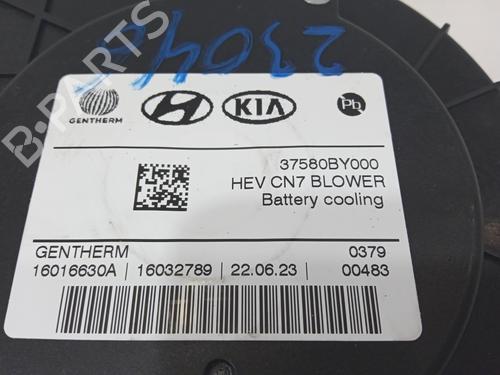 2304
B-PARTS
GENTHERM
KIA
Pb
37580BY000
HEV CN7 BLOWER
Battery cooling
GENTHERM 0379
16016630A | 16032789 | 22.06.23 | 00483